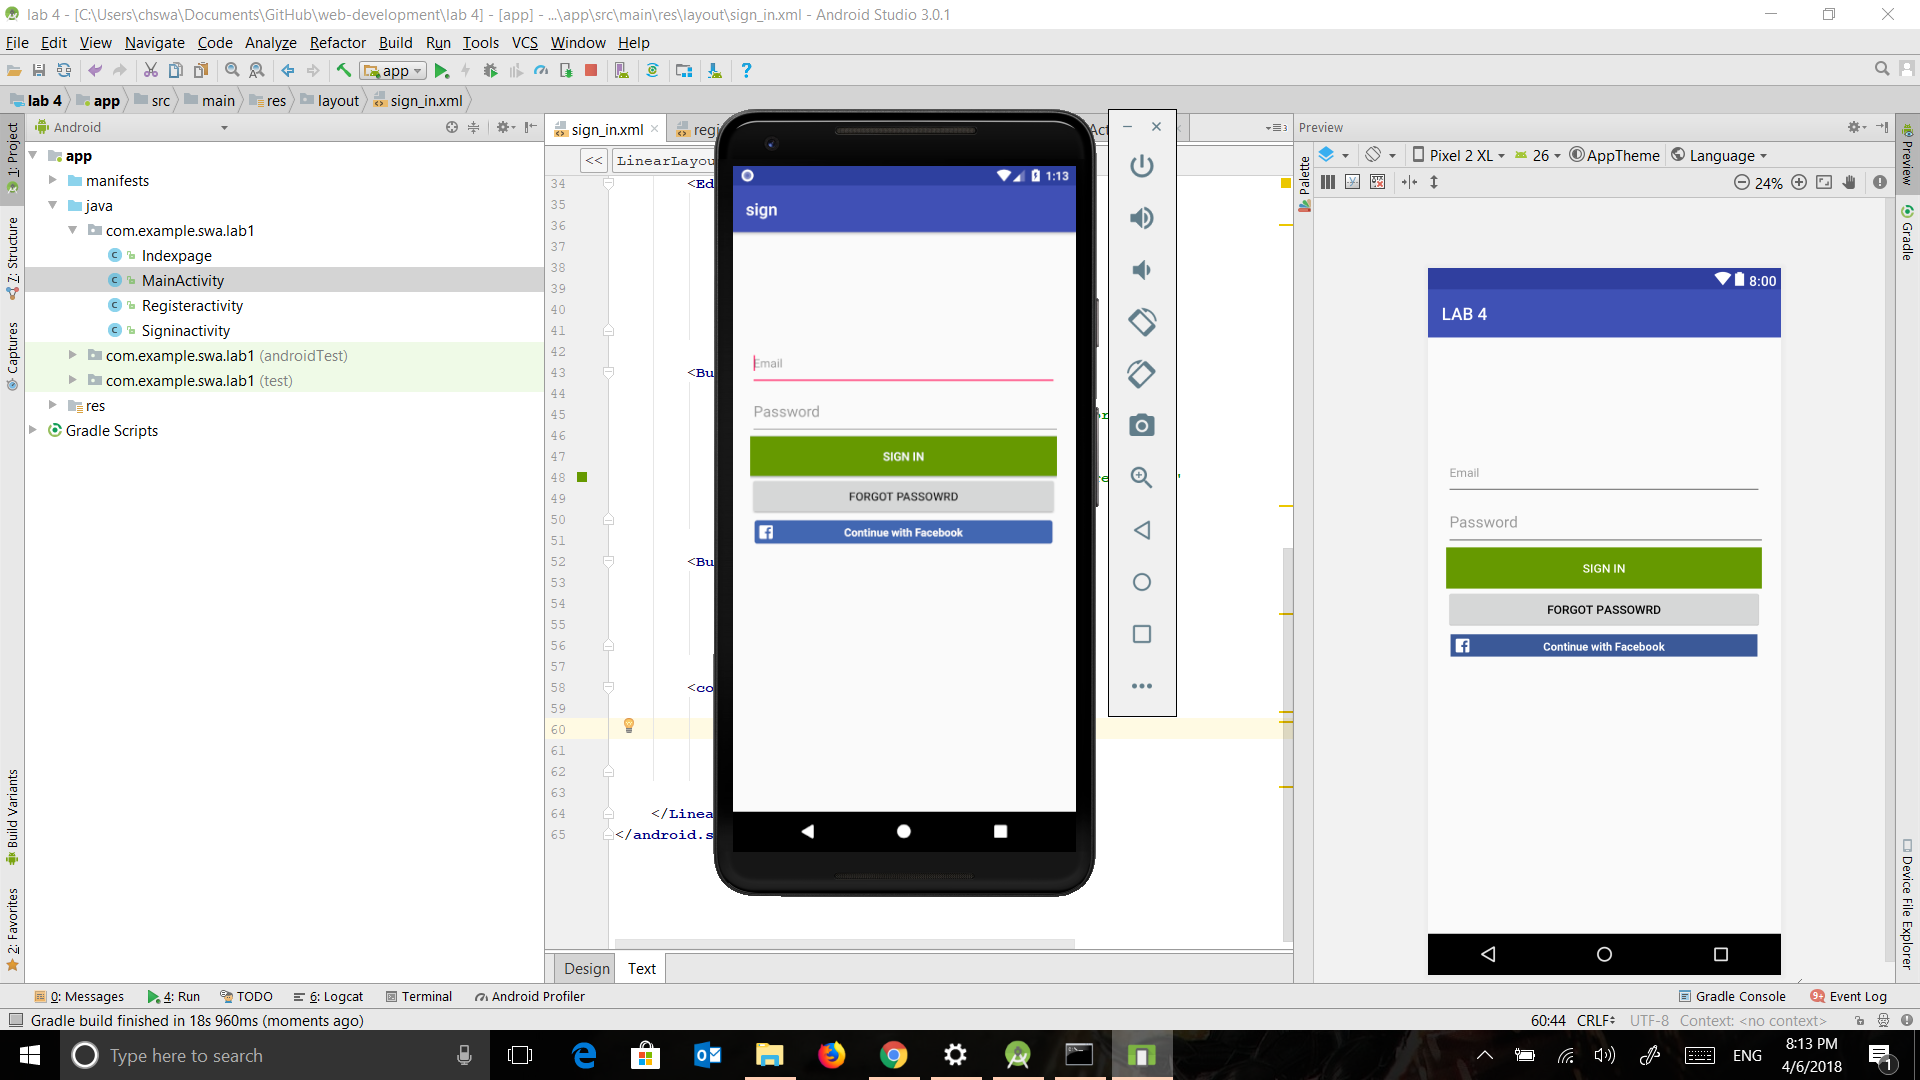 lab 4 - [C:\Users\chswa\Documents\GitHub\web-development\lab 4] - [app] - ...\app\src\main\res\layout\sign_in.xml - Android Studio 3.0.1
File Edit View Navigate Code Analyze Refactor Build Run Tools VCS Window Help
app
lab 4 app src main res layout sign_in.xml
Android
sign_in.xml
regi
Act
3
Preview
1: Project
7: Structure
Captures
Build Variants
2: Favorites
app
manifests
java
com.example.swa.lab1
Indexpage
MainActivity
Registeractivity
Signinactivity
com.example.swa.lab1 (androidTest)
com.example.swa.lab1 (test)
res
Gradle Scripts
<<
LinearLayou
34 <Ed
35
36
37
38
39
40
41
42
43 <Bu
44
45
46
47
48
49
50
51
52 <Bu
53
54
55
56
57
58 <co
59
60
61
62
63
64 </Linea
65 </android.s
Design Text
1:13
sign
Email
Password
SIGN IN
FORGOT PASSOWRD
Continue with Facebook
Palette
Pixel 2 XL 26 AppTheme Language
24%
8:00
LAB 4
Email
Password
SIGN IN
FORGOT PASSOWRD
Continue with Facebook
Preview
Gradle
Device File Explorer
0: Messages 4: Run TODO 6: Logcat Terminal Android Profiler
Gradle Console 9+ Event Log
Gradle build finished in 18s 960ms (moments ago)
60:44 CRLF UTF-8 Context: <no context>
Type here to search
ENG
8:13 PM
4/6/2018
1